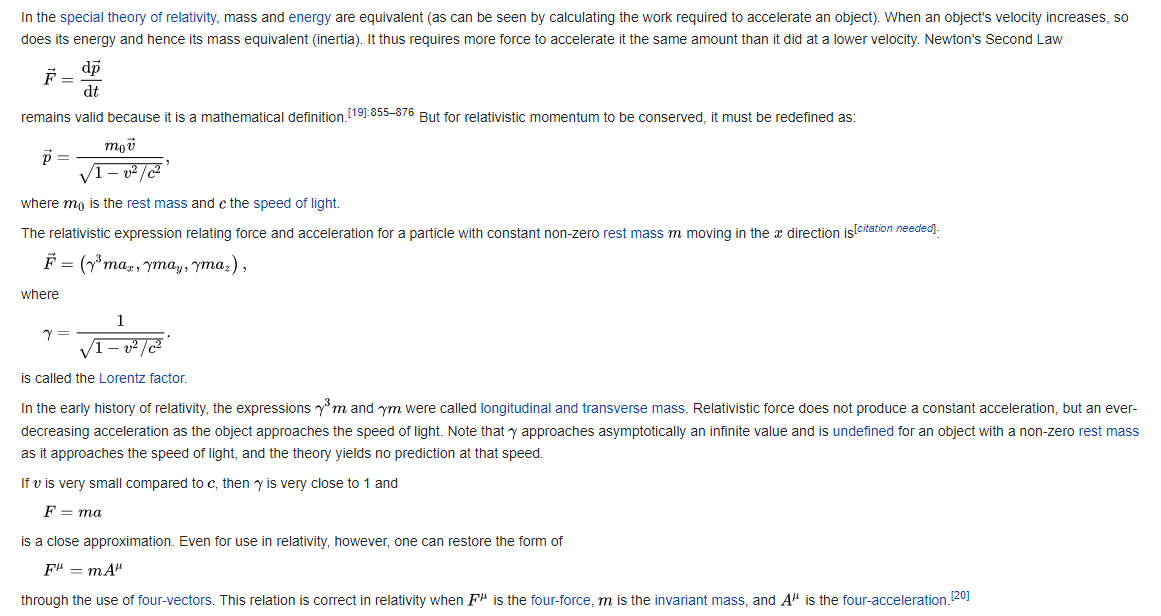 In the special theory of relativity, mass and energy are equivalent (as can be seen by calculating the work required to accelerate an object). When an object's velocity increases, so
does its energy and hence its mass equivalent (inertia). It thus requires more force to accelerate it the same amount than it did at a lower velocity. Newton's Second Law
$\vec{F} = \frac{\mathrm{d}\vec{p}}{\mathrm{d}t}$
remains valid because it is a mathematical definition.[19]:855–876 But for relativistic momentum to be conserved, it must be redefined as:
$\vec{p} = \frac{m_0\vec{v}}{\sqrt{1 - v^2/c^2}},$
where $m_0$ is the rest mass and $c$ the speed of light.
The relativistic expression relating force and acceleration for a particle with constant non-zero rest mass $m$ moving in the $x$ direction is[citation needed]:
$\vec{F} = (\gamma^3 ma_x, \gamma ma_y, \gamma ma_z),$
where
$\gamma = \frac{1}{\sqrt{1 - v^2/c^2}}.$
is called the Lorentz factor.
In the early history of relativity, the expressions $\gamma^3 m$ and $\gamma m$ were called longitudinal and transverse mass. Relativistic force does not produce a constant acceleration, but an ever-
decreasing acceleration as the object approaches the speed of light. Note that $\gamma$ approaches asymptotically an infinite value and is undefined for an object with a non-zero rest mass
as it approaches the speed of light, and the theory yields no prediction at that speed.
If $v$ is very small compared to $c$, then $\gamma$ is very close to 1 and
$F = ma$
is a close approximation. Even for use in relativity, however, one can restore the form of
$F^\mu = mA^\mu$
through the use of four-vectors. This relation is correct in relativity when $F^\mu$ is the four-force, $m$ is the invariant mass, and $A^\mu$ is the four-acceleration.[20]